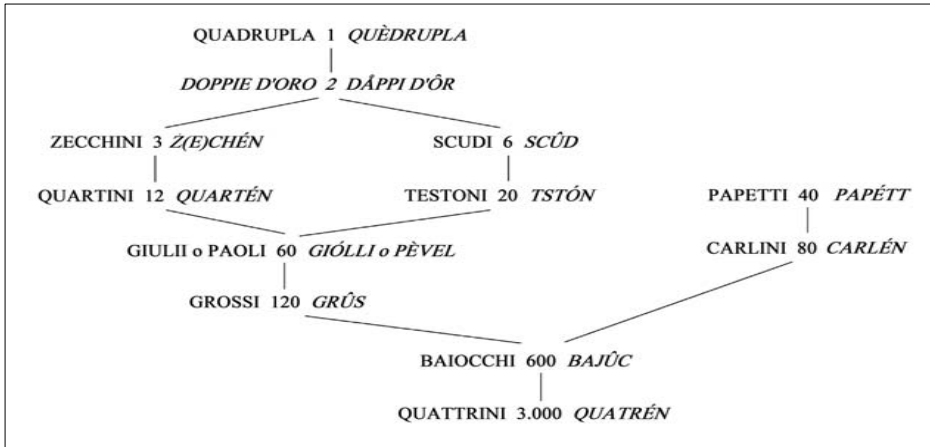 QUADRUPLA 1 QUÈDRUPLA
DOPPIE D'ORO 2 DÅPPI D'ÔR
ZECCHINI 3 Ż(E)CHÉN
SCUDI 6 SCÛD
QUARTINI 12 QUARTÉN
TESTONI 20 TSTÓN
PAPETTI 40 PAPÉTT
GIULII o PAOLI 60 GIÓLLI o PÈVEL
CARLINI 80 CARLÉN
GROSSI 120 GRÛS
BAIOCCHI 600 BAJÛC
QUATTRINI 3.000 QUATRÉN